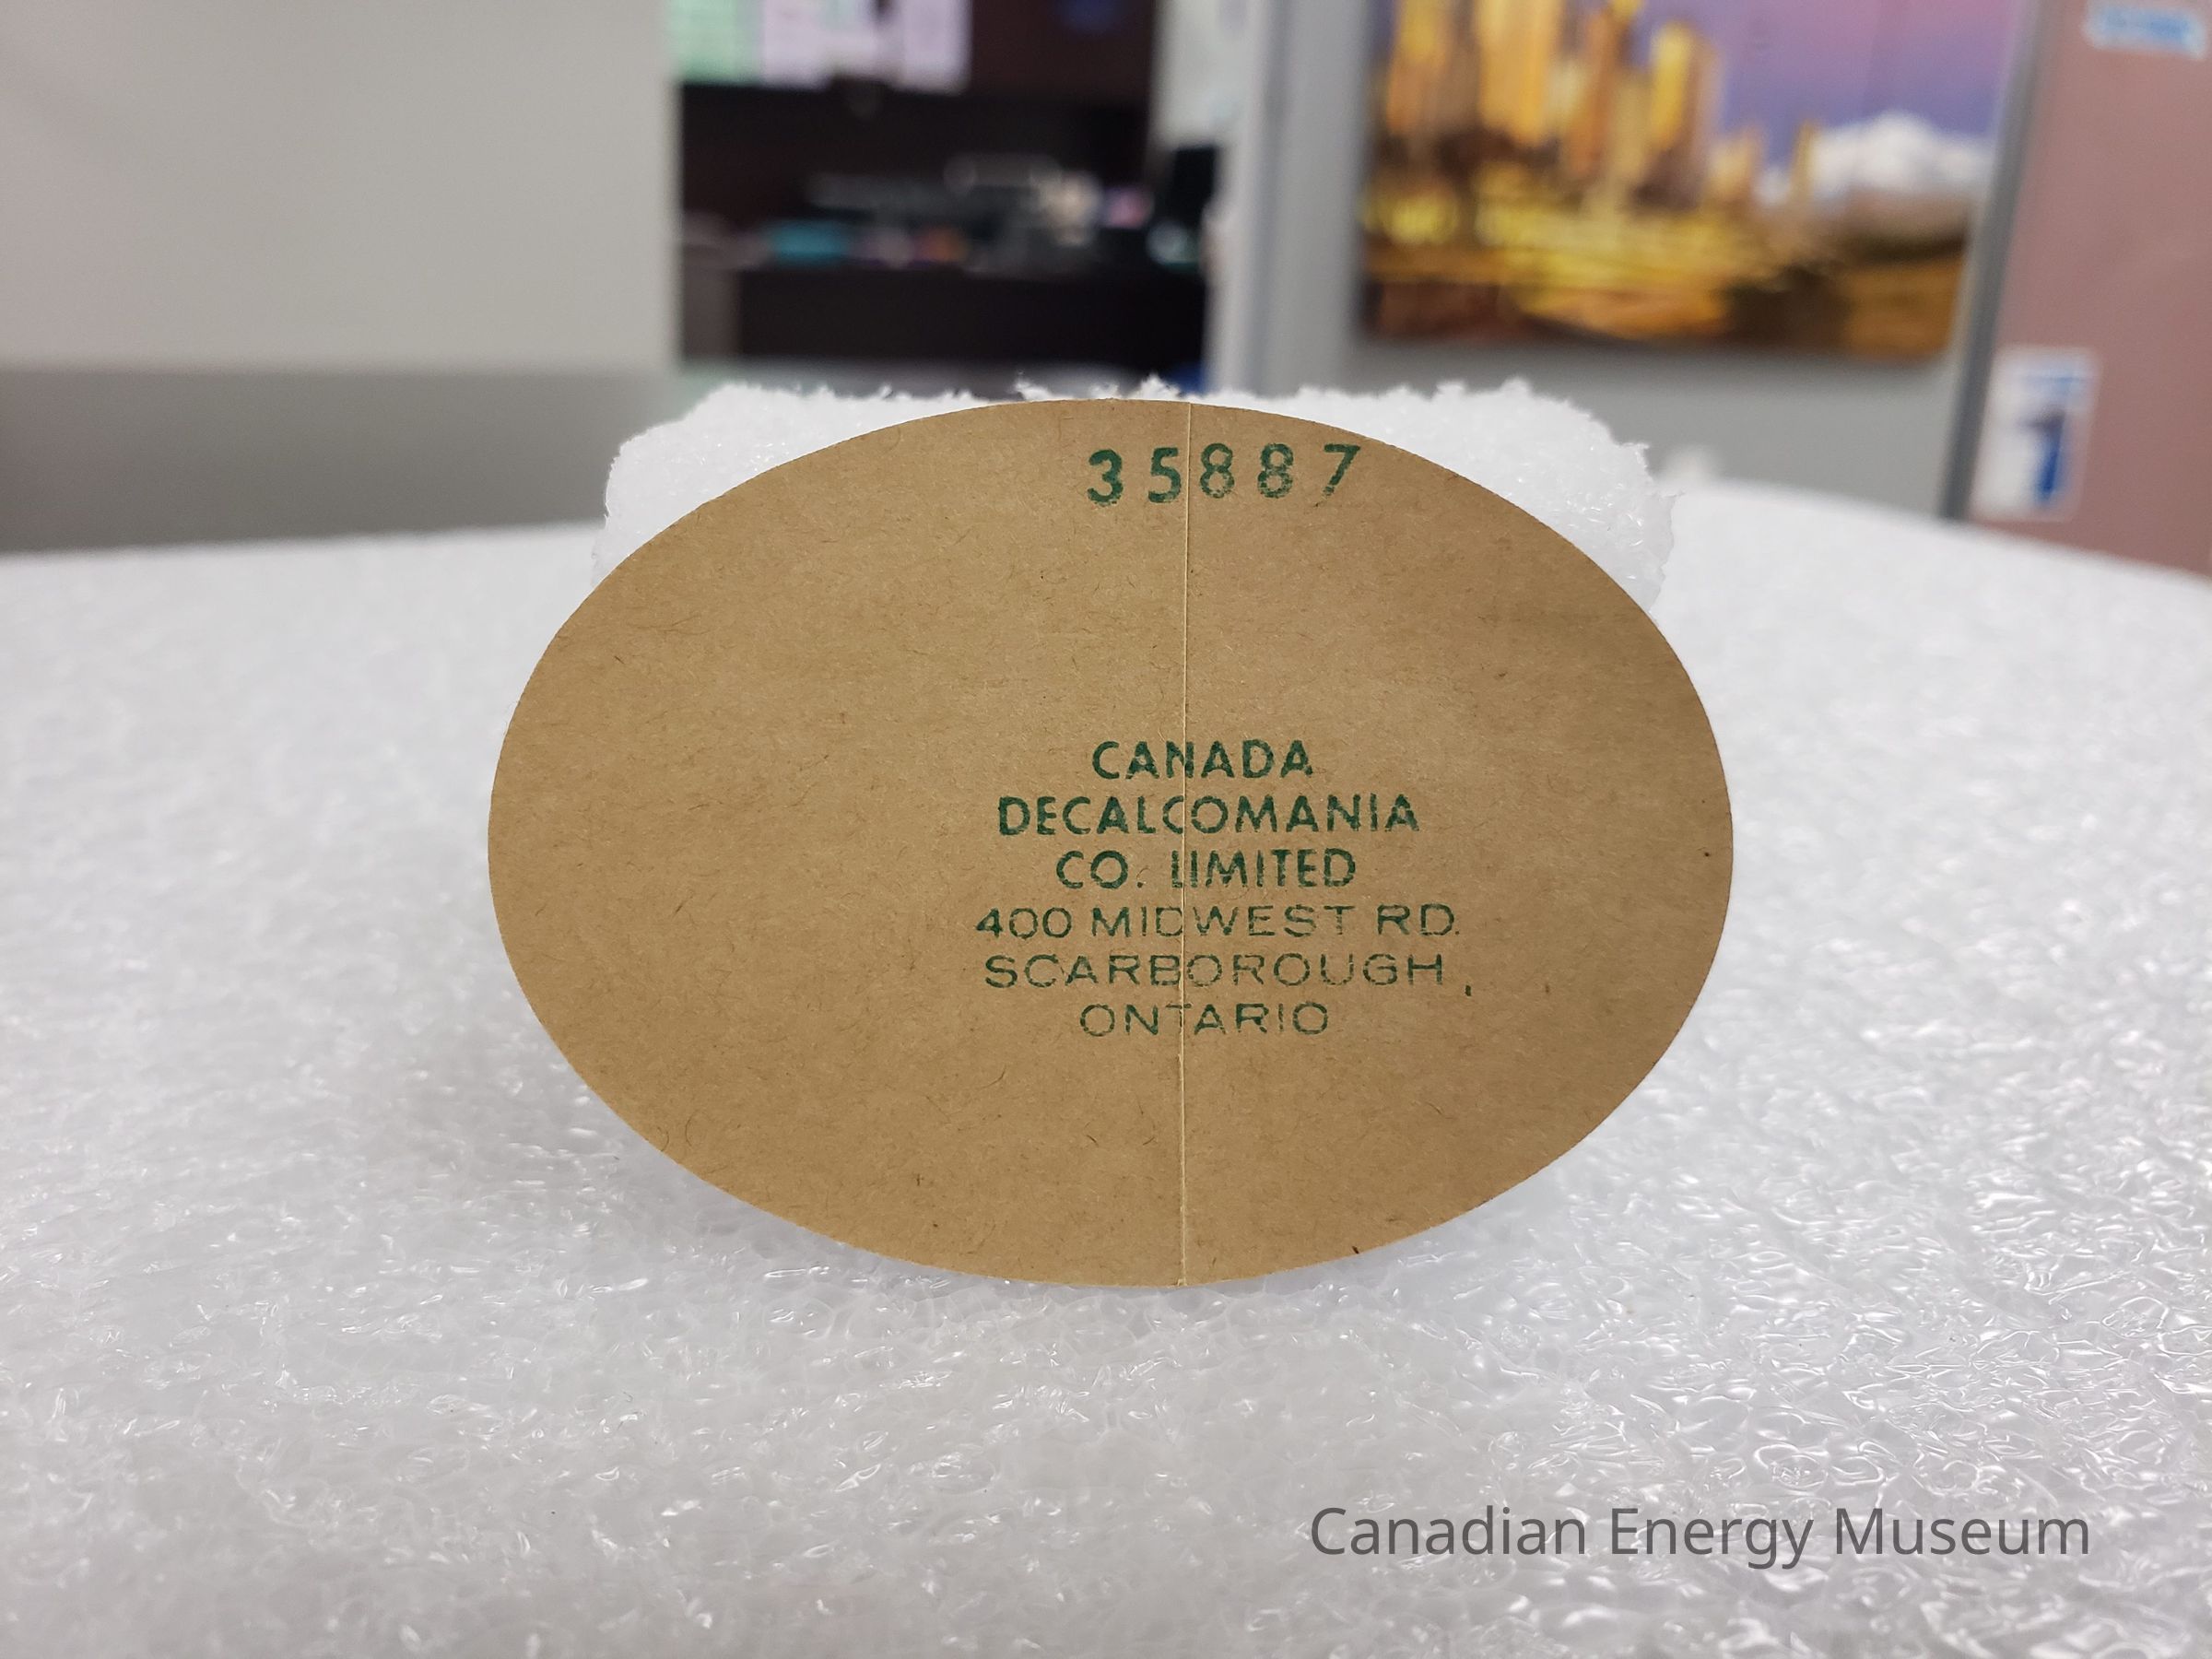 35887
CANADA
DECALCOMANIA
CO. LIMITED
400 MIDWEST RD.
SCARBOROUGH,
ONTARIO
Canadian Energy Museum